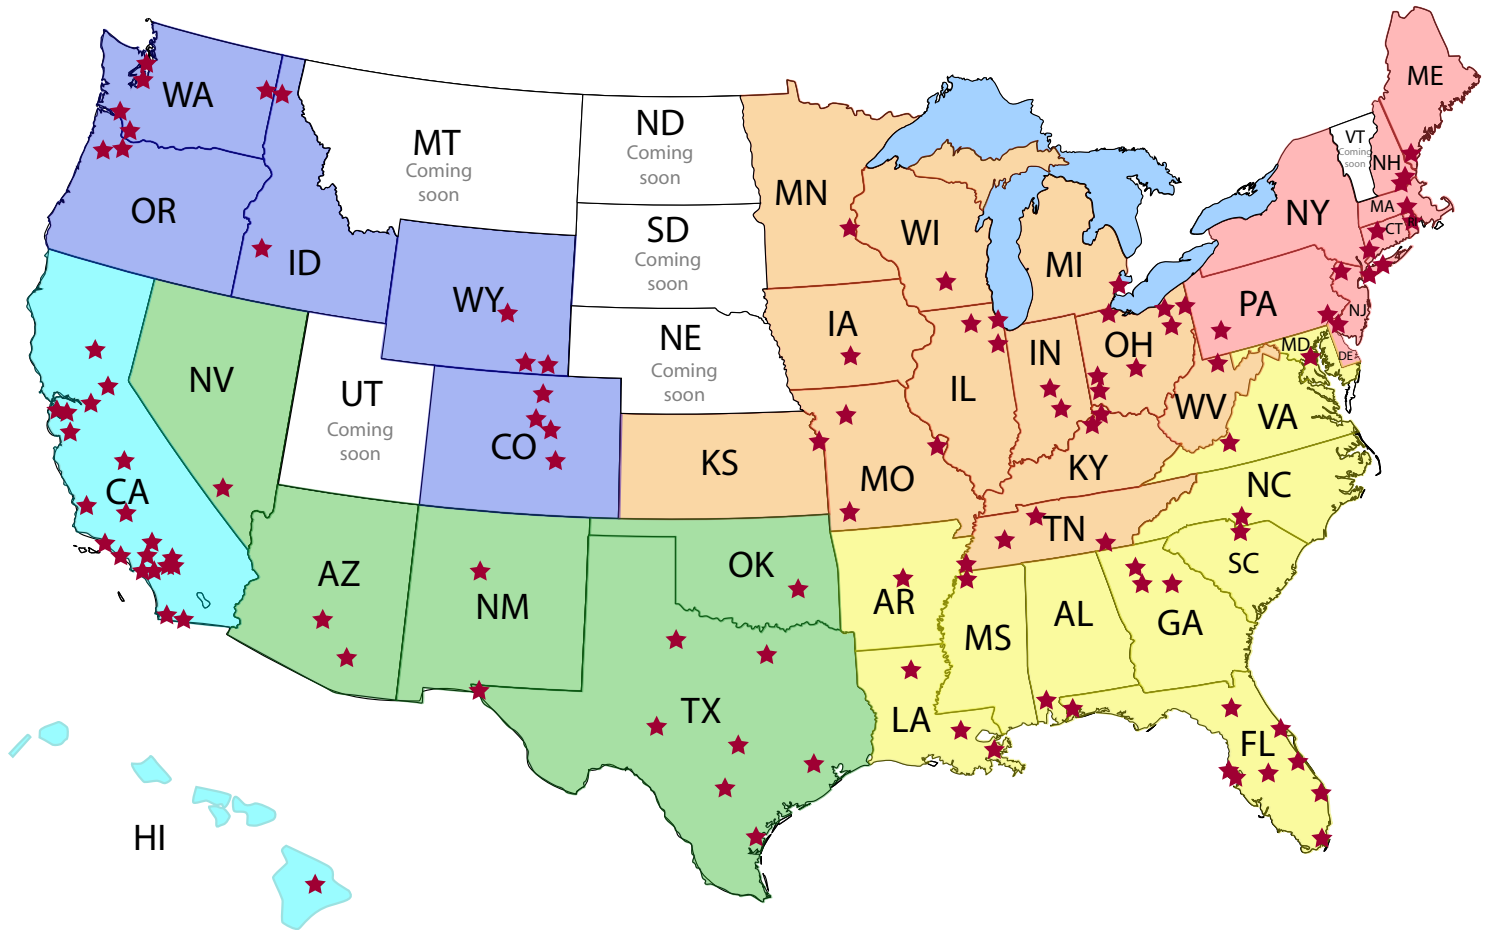 ME
WA
ND
Coming
soon
VT
Coming
soon
MT
Coming
soon
NH
MN
MA
OR
NY
RI
SD
Coming
soon
WI
CT
ID
MI
WY
PA
NJ
IA
NE
Coming
soon
IN
OH
MD
DE
NV
UT
Coming
soon
IL
WV
VA
CO
KS
KY
MO
CA
NC
TN
AZ
OK
SC
NM
AR
MS
AL
GA
TX
LA
FL
HI